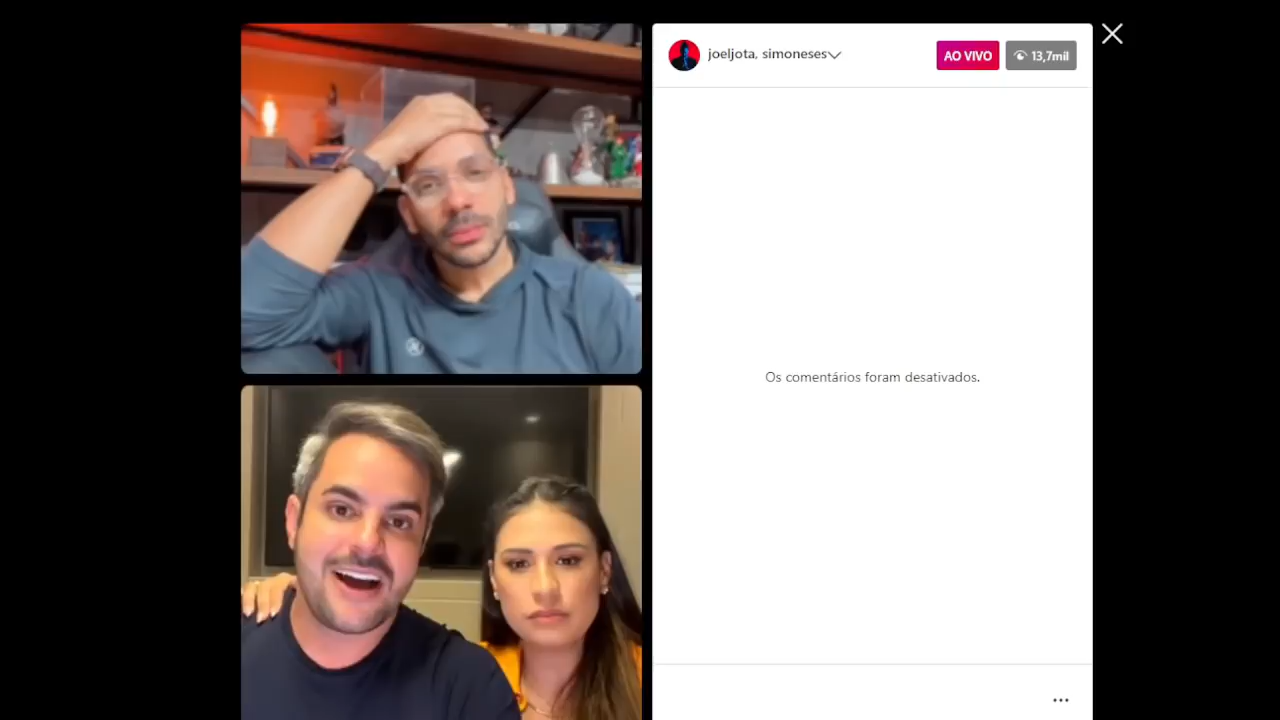 joeljota, simoneses
AO VIVO
13,7mil
Os comentários foram desativados.